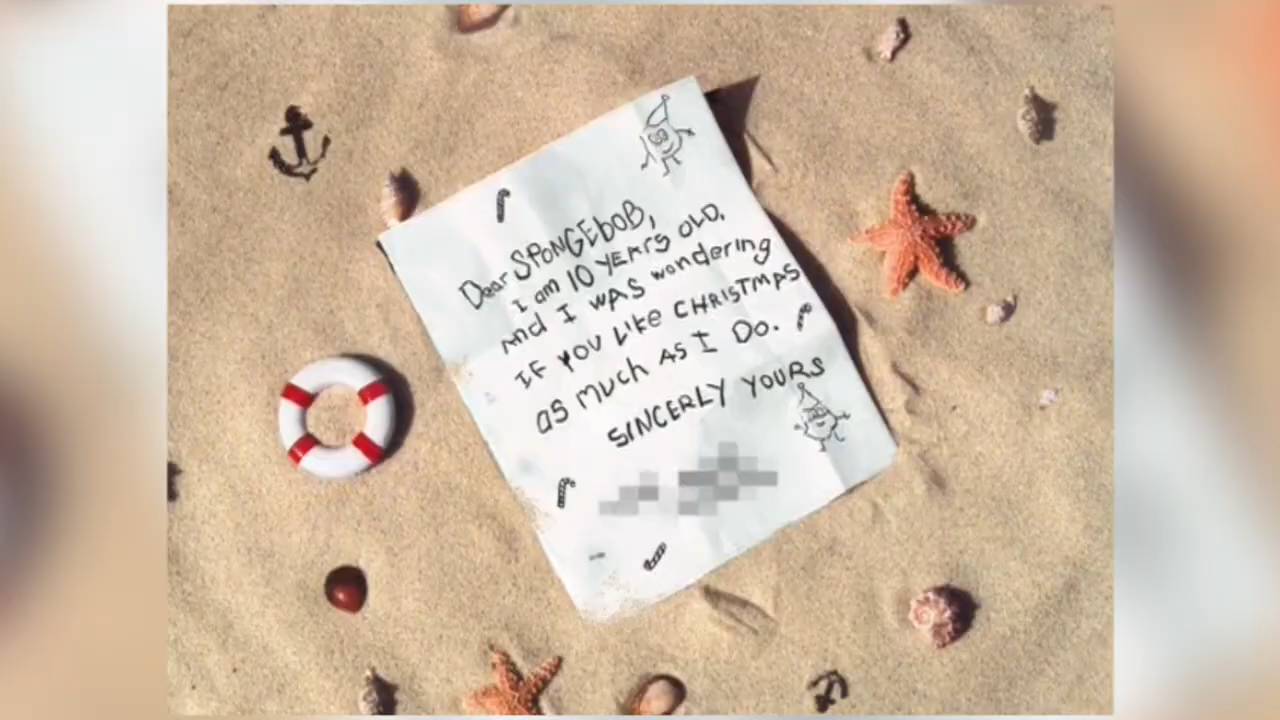 Dear SPONGEbOB,
I am 10 YEArS OLD,
And I WAS wondering
IF YOU LIke CHRISTMAS
as much AS I Do.
SINCERLY YOURS